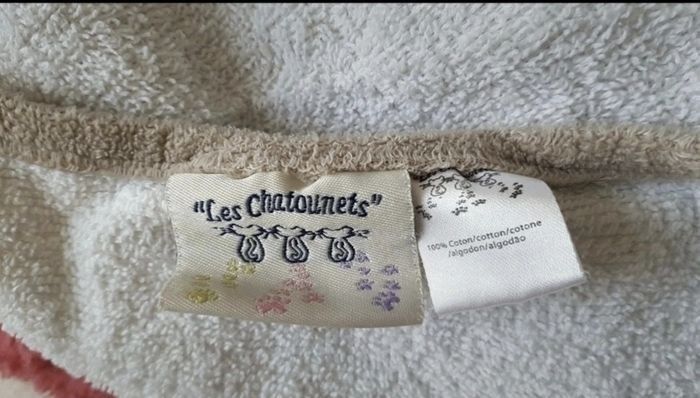 "Les Chatounets"
100% Coton/cotton/cotone
/algodon/algodão